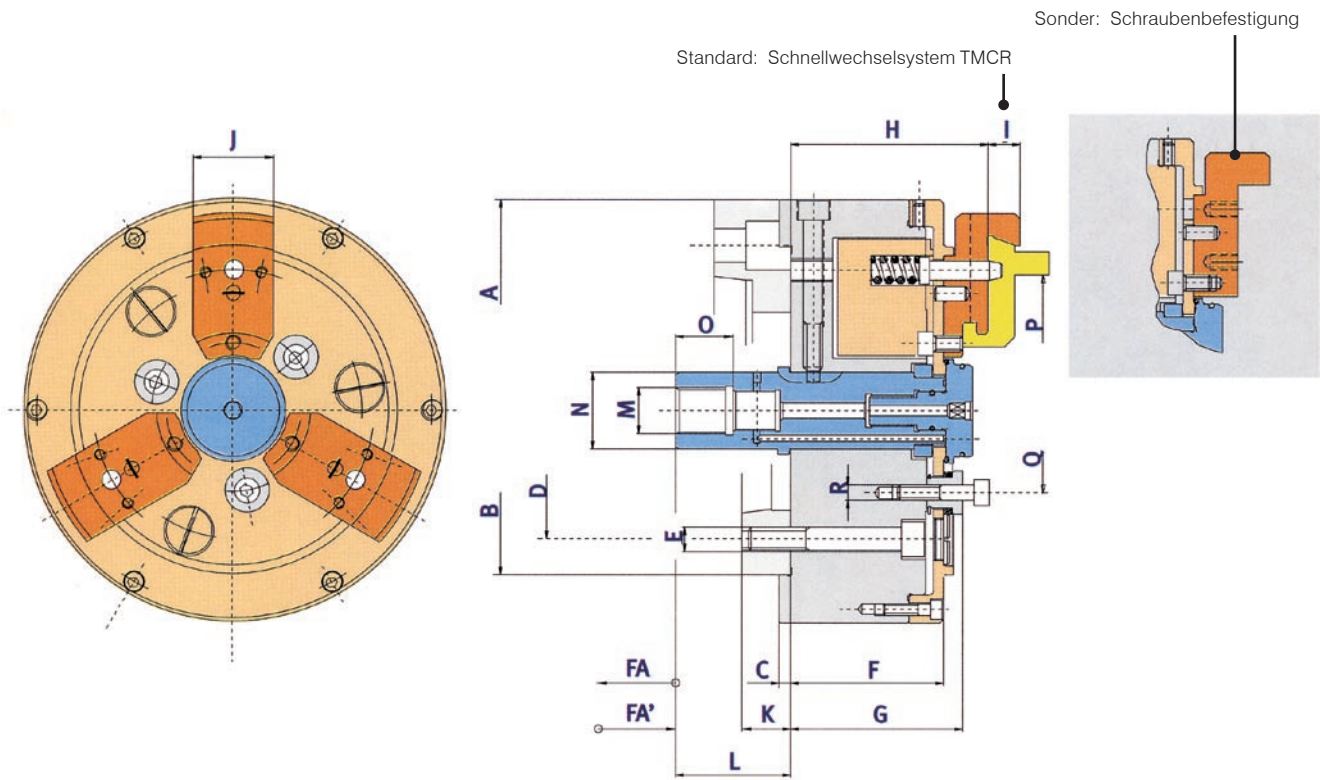 Sonder: Schraubenbefestigung
Standard: Schnellwechselsystem TMCR
J
H
I
A
O
P
N
M
Q
D
R
B
E
FA
C
F
FA'
K
G
L